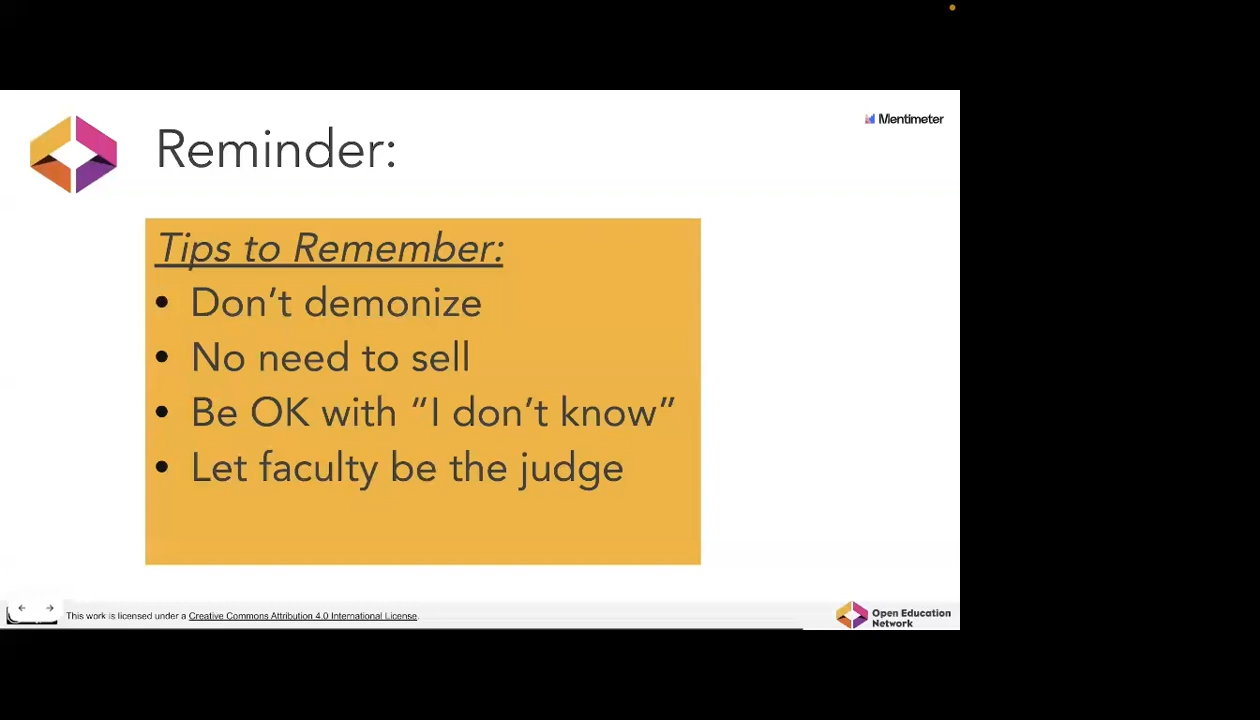 Mentimeter
Reminder:
Tips to Remember:
• Don’t demonize
• No need to sell
• Be OK with “I don’t know”
• Let faculty be the judge
This work is licensed under a Creative Commons Attribution 4.0 International License.
Open Education
Network